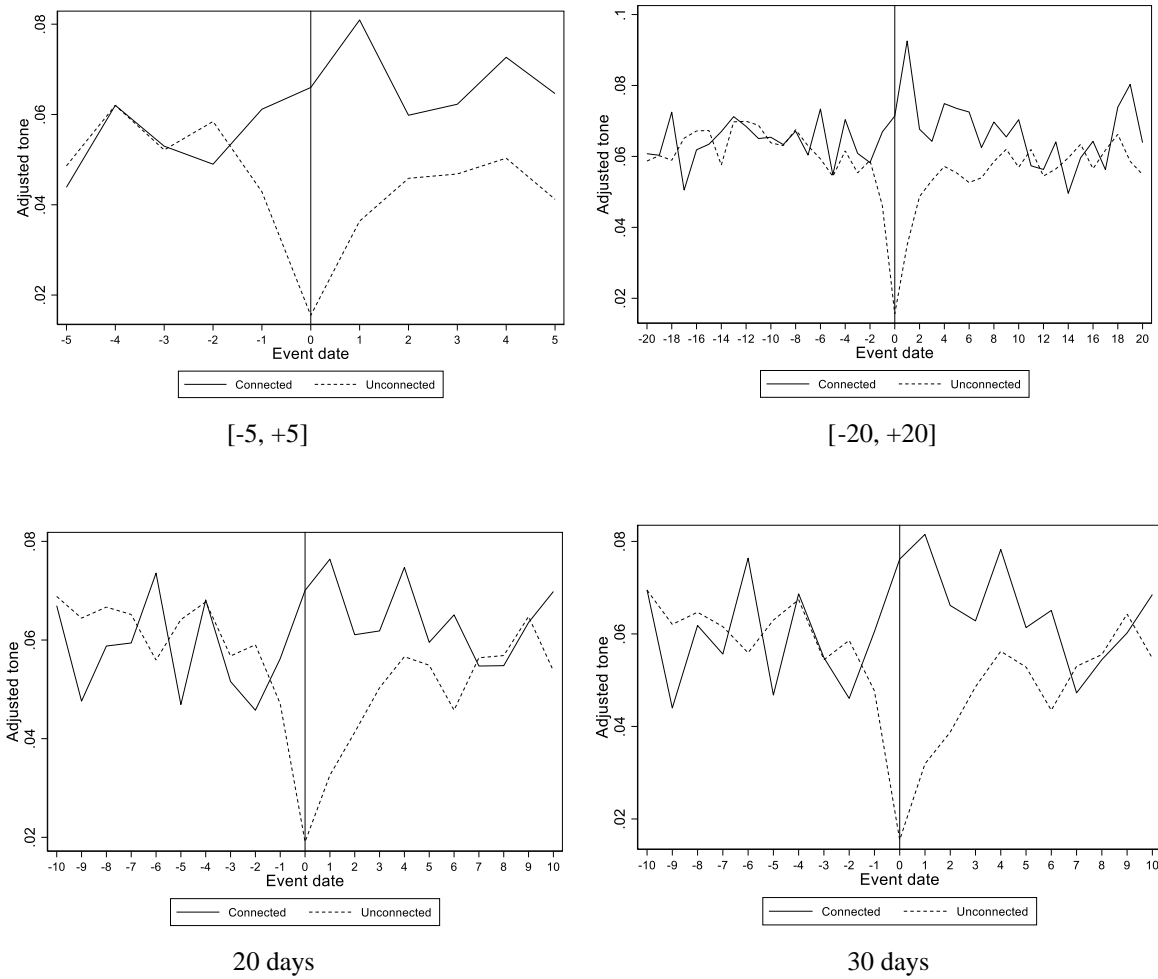 .08
.06
.04
.02
Adjusted tone
-5 -4 -3 -2 -1 0 1 2 3 4 5
Event date
Connected Unconnected
[-5, +5]
.1
.08
.06
.04
.02
Adjusted tone
-20 -18 -16 -14 -12 -10 -8 -6 -4 -2 0 2 4 6 8 10 12 14 16 18 20
Event date
Connected Unconnected
[-20, +20]
.08
.06
.04
.02
Adjusted tone
-10 -9 -8 -7 -6 -5 -4 -3 -2 -1 0 1 2 3 4 5 6 7 8 9 10
Event date
Connected Unconnected
20 days
.08
.06
.04
.02
Adjusted tone
-10 -9 -8 -7 -6 -5 -4 -3 -2 -1 0 1 2 3 4 5 6 7 8 9 10
Event date
Connected Unconnected
30 days